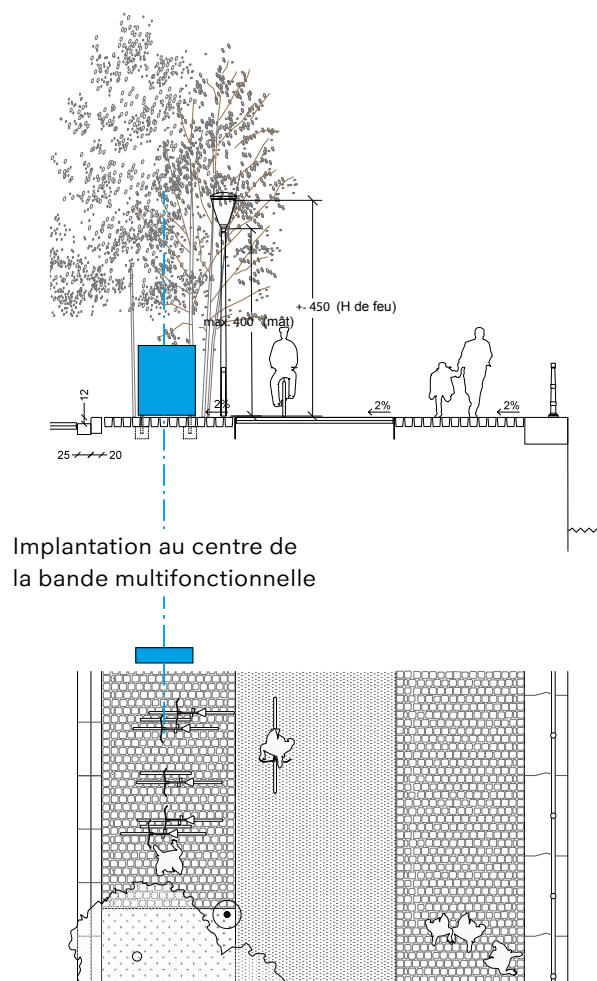 +- 450 (H de feu)
max. 400 (mât)
12
2%
2%
2%
25
20
Implantation au centre de
la bande multifonctionnelle